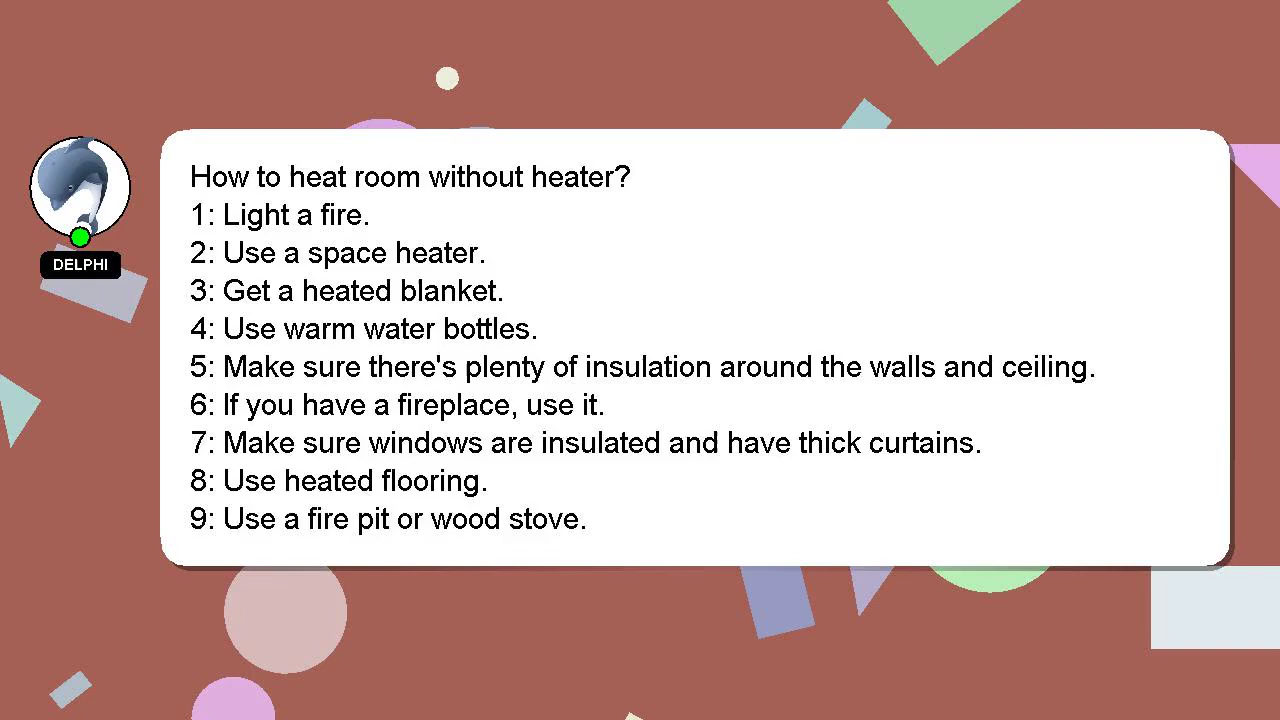 How to heat room without heater?
1: Light a fire.
2: Use a space heater.
3: Get a heated blanket.
4: Use warm water bottles.
5: Make sure there's plenty of insulation around the walls and ceiling.
6: If you have a fireplace, use it.
7: Make sure windows are insulated and have thick curtains.
8: Use heated flooring.
9: Use a fire pit or wood stove.
DELPHI